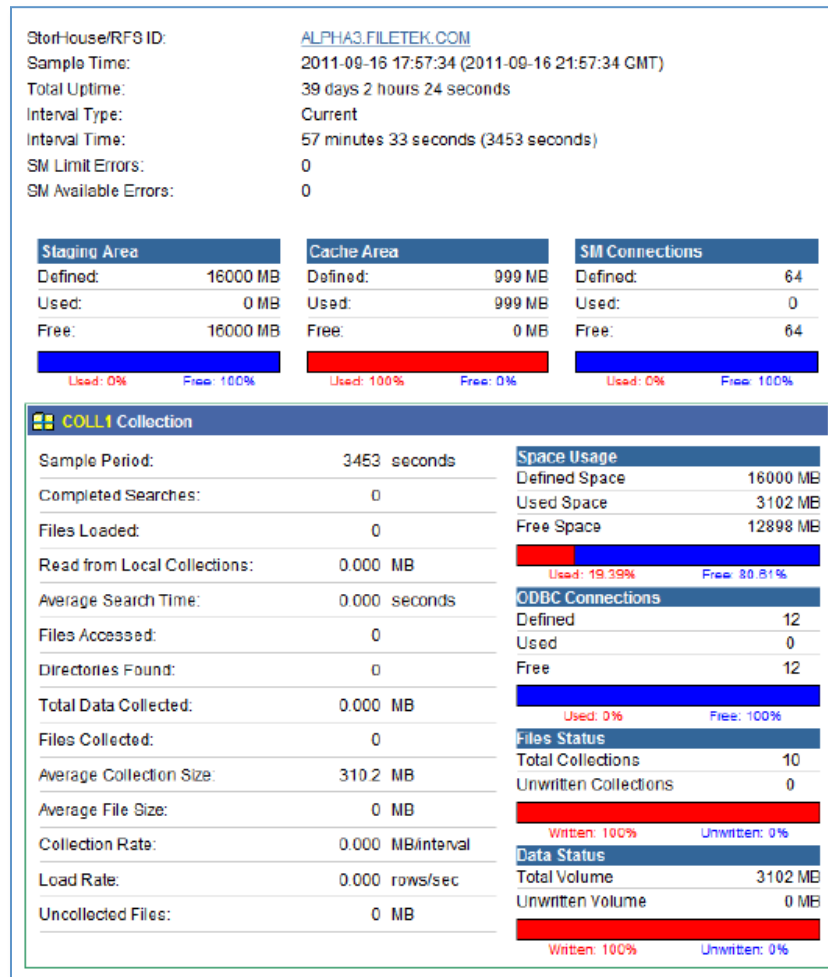 StorHouse/RFS ID: ALPHA3.FILETEK.COM
Sample Time: 2011-09-16 17:57:34 (2011-09-16 21:57:34 GMT)
Total Uptime: 39 days 2 hours 24 seconds
Interval Type: Current
Interval Time: 57 minutes 33 seconds (3453 seconds)
SM Limit Errors: 0
SM Available Errors: 0
Staging Area
Defined: 16000 MB
Used: 0 MB
Free: 16000 MB
Used: 0% Free: 100%
Cache Area
Defined: 999 MB
Used: 999 MB
Free: 0 MB
Used: 100% Free: 0%
SM Connections
Defined: 64
Used: 0
Free: 64
Used: 0% Free: 100%
COLL1 Collection
Sample Period: 3453 seconds
Completed Searches: 0
Files Loaded: 0
Read from Local Collections: 0.000 MB
Average Search Time: 0.000 seconds
Files Accessed: 0
Directories Found: 0
Total Data Collected: 0.000 MB
Files Collected: 0
Average Collection Size: 310.2 MB
Average File Size: 0 MB
Collection Rate: 0.000 MB/interval
Load Rate: 0.000 rows/sec
Uncollected Files: 0 MB
Space Usage
Defined Space 16000 MB
Used Space 3102 MB
Free Space 12898 MB
Used: 19.39% Free: 80.61%
ODBC Connections
Defined 12
Used 0
Free 12
Used: 0% Free: 100%
Files Status
Total Collections 10
Unwritten Collections 0
Written: 100% Unwritten: 0%
Data Status
Total Volume 3102 MB
Unwritten Volume 0 MB
Written: 100% Unwritten: 0%